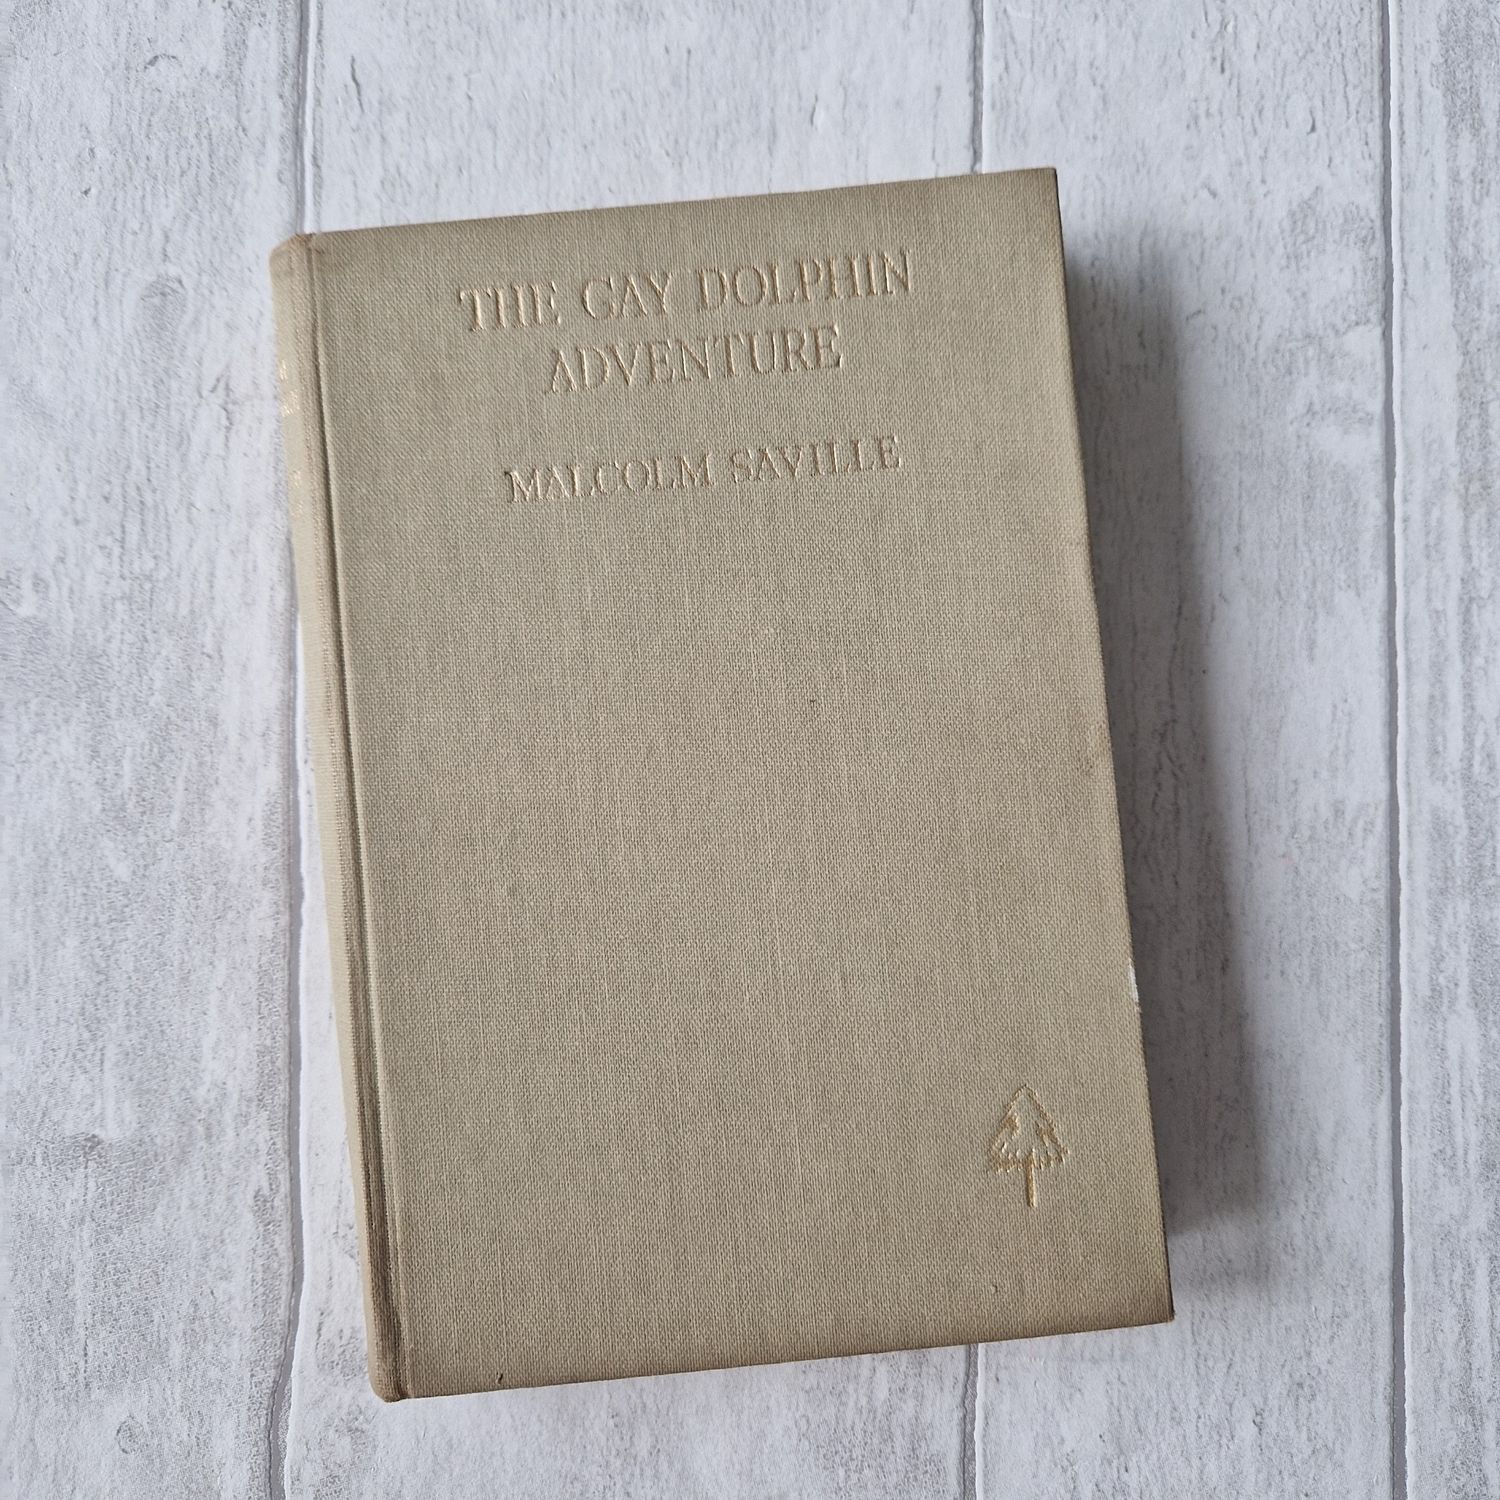 THE GAY DOLPHIN
ADVENTURE
MALCOLM SAVILLE